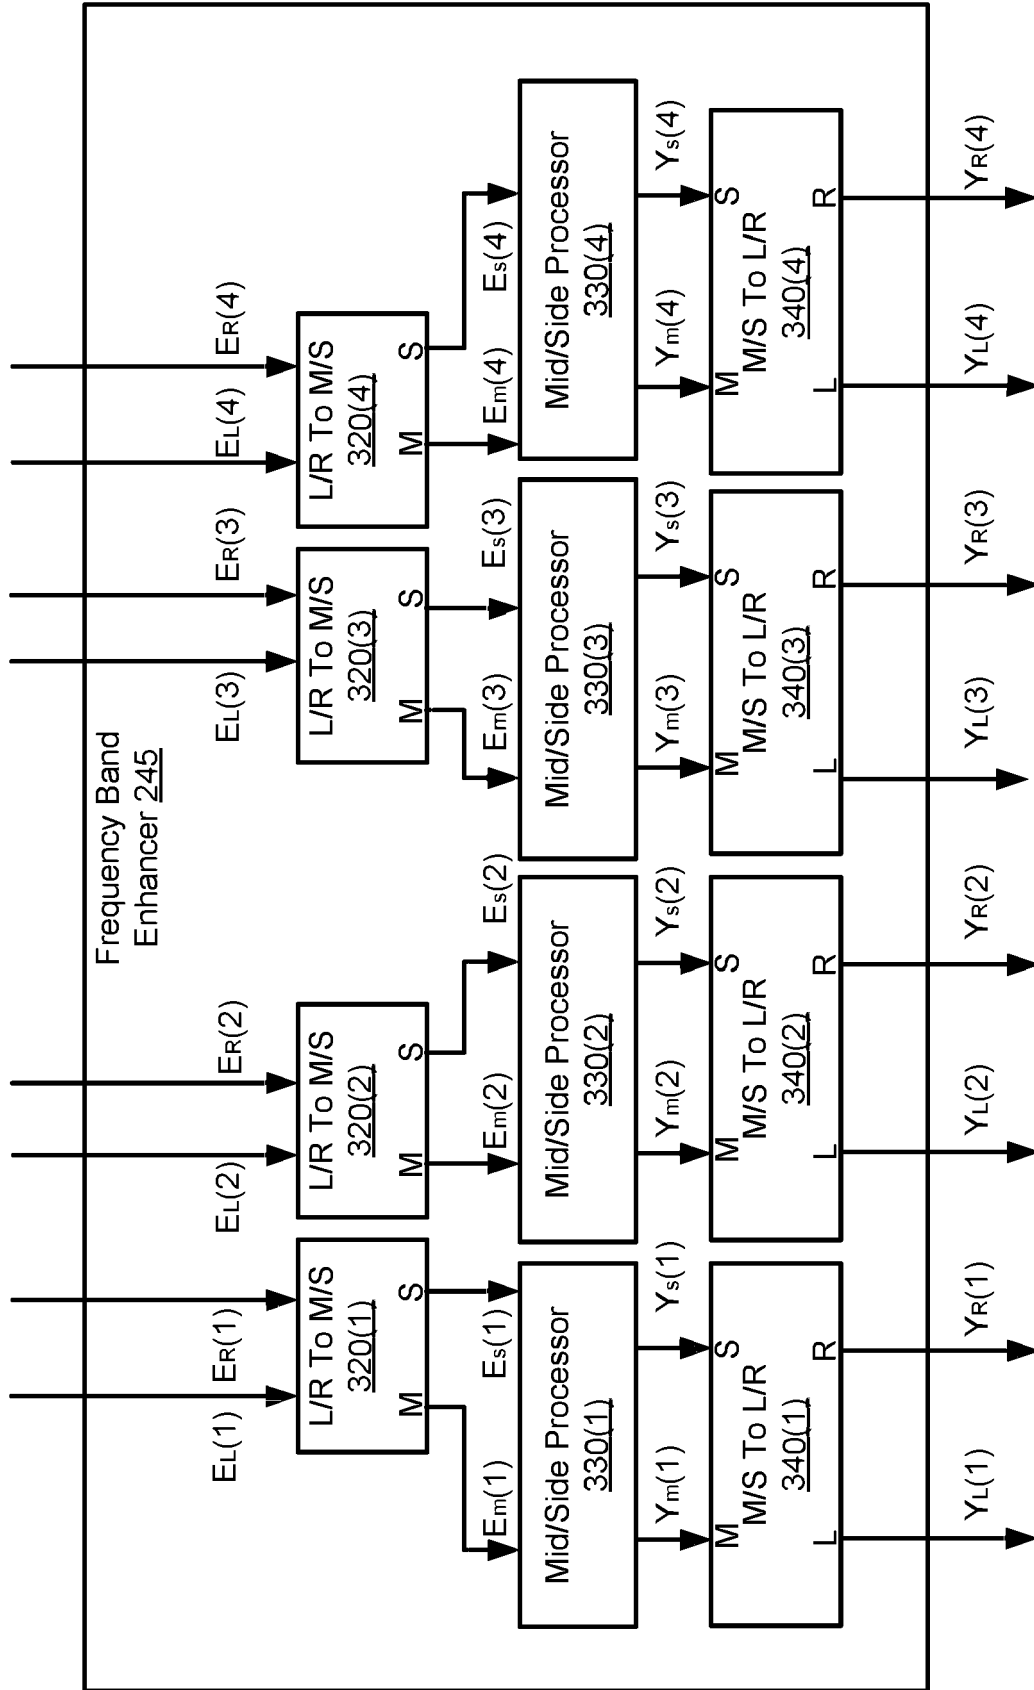 Frequency Band
Enhancer 245
EL(1)
ER(1)
EL(2)
ER(2)
EL(3)
ER(3)
EL(4)
ER(4)
L/R To M/S
320(1)
M
S
L/R To M/S
320(2)
M
S
L/R To M/S
320(3)
M
S
L/R To M/S
320(4)
M
S
Em(1)
Es(1)
Em(2)
Es(2)
Em(3)
Es(3)
Em(4)
Es(4)
Mid/Side Processor
330(1)
Mid/Side Processor
330(2)
Mid/Side Processor
330(3)
Mid/Side Processor
330(4)
Ym(1)
Ys(1)
Ym(2)
Ys(2)
Ym(3)
Ys(3)
Ym(4)
Ys(4)
M
S
M/S To L/R
340(1)
L
R
M
S
M/S To L/R
340(2)
L
R
M
S
M/S To L/R
340(3)
L
R
M
S
M/S To L/R
340(4)
L
R
YL(1)
YR(1)
YL(2)
YR(2)
YL(3)
YR(3)
YL(4)
YR(4)